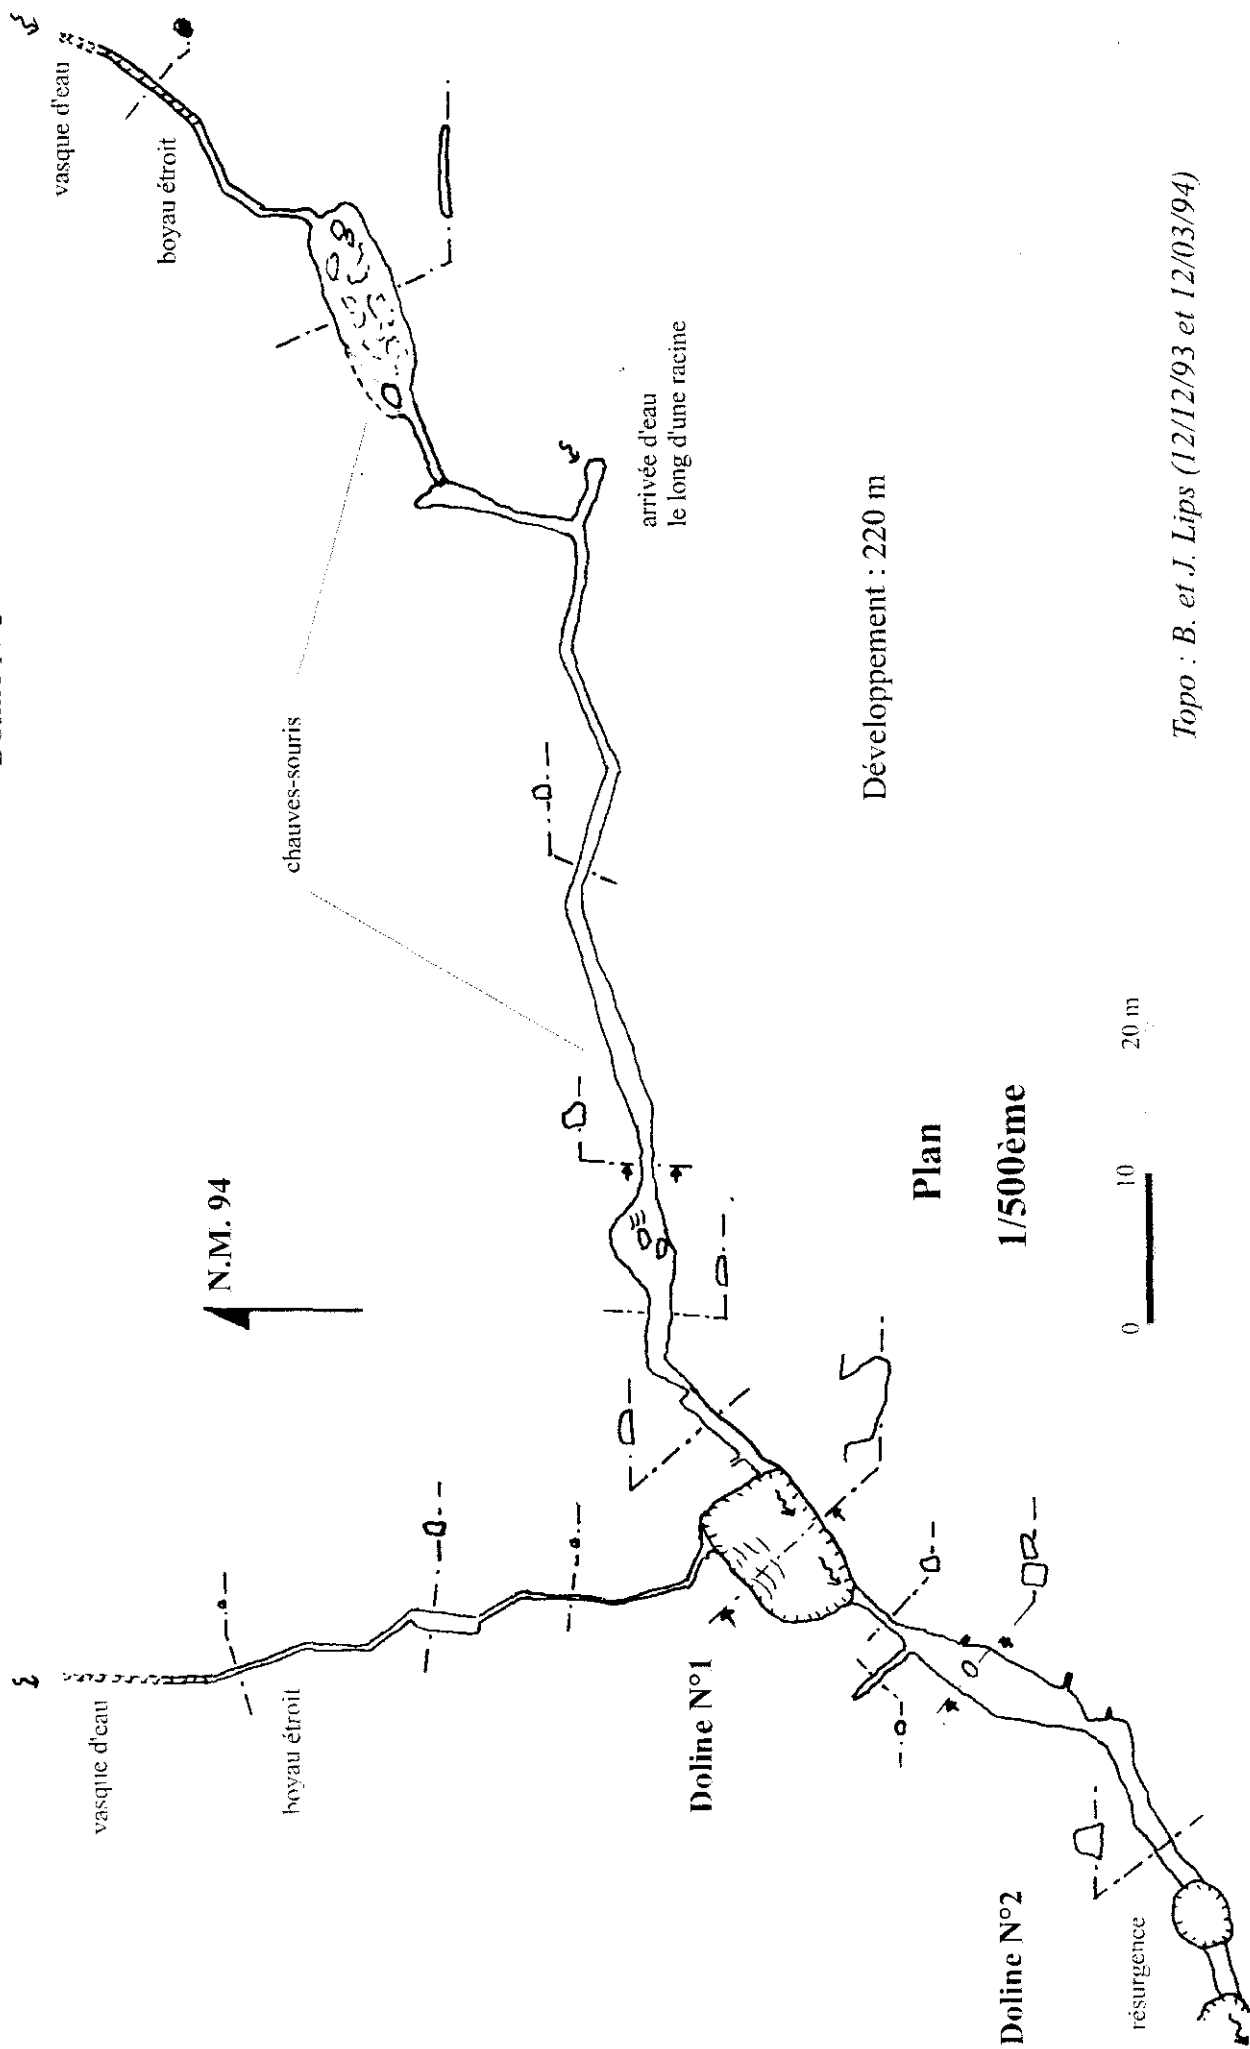 N.M. 94
vasque d'eau
boyau étroit
vasque d'eau
boyau étroit
chauves-souris
arrivée d'eau
le long d'une racine
Doline N°1
Développement : 220 m
Plan
1/500ème
0 10 20 m
Doline N°2
résurgence
Topo : B. et J. Lips (12/12/93 et 12/03/94)